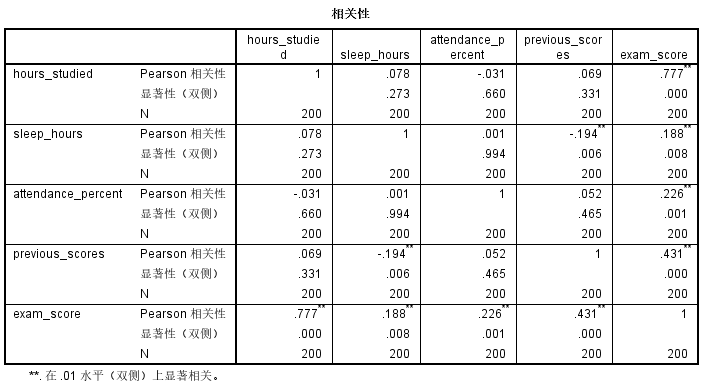 相关性
hours_studied sleep_hours attendance_percent previous_scores exam_score
hours_studied Pearson 相关性 1 .078 -.031 .069 .777**
显著性（双侧） .273 .660 .331 .000
N 200 200 200 200 200
sleep_hours Pearson 相关性 .078 1 .001 -.194** .188**
显著性（双侧） .273 .994 .006 .008
N 200 200 200 200 200
attendance_percent Pearson 相关性 -.031 .001 1 .052 .226**
显著性（双侧） .660 .994 .465 .001
N 200 200 200 200 200
previous_scores Pearson 相关性 .069 -.194** .052 1 .431**
显著性（双侧） .331 .006 .465 .000
N 200 200 200 200 200
exam_score Pearson 相关性 .777** .188** .226** .431** 1
显著性（双侧） .000 .008 .001 .000
N 200 200 200 200 200
**. 在 .01 水平（双侧）上显著相关。